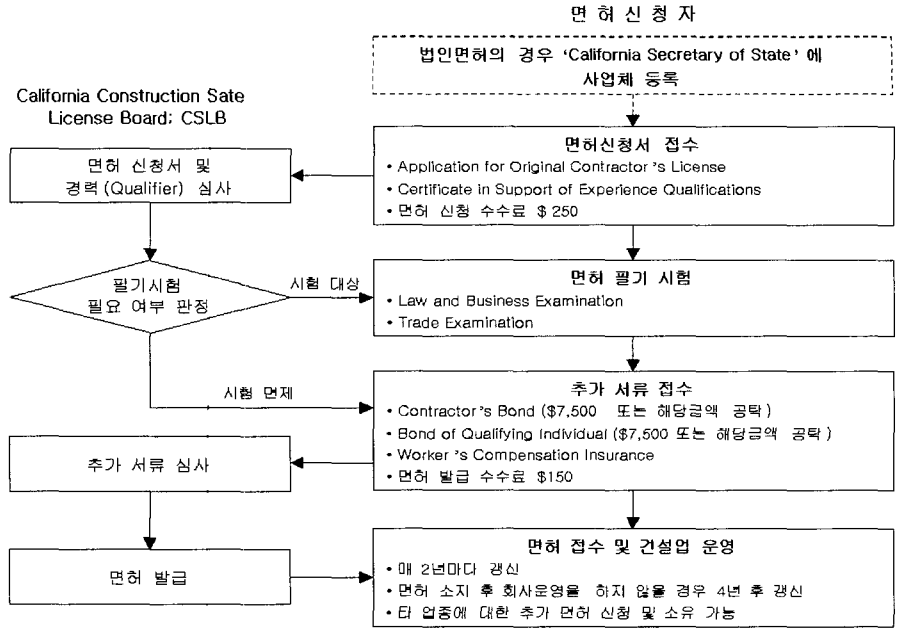 면 허 신 청 자
법인면허의 경우 ‘California Secretary of State’ 에
사업체 등록
California Construction Sate
License Board; CSLB
면허신청서 접수
• Application for Original Contractor’s License
• Certificate in Support of Experience Qualifications
• 면허 신청 수수료 $ 250
면허 신청서 및
경력(Qualifier) 심사
필기시험
필요 여부 판정
시험 대상
면허 필기 시험
• Law and Business Examination
• Trade Examination
시험 면제
추가 서류 접수
• Contractor’s Bond ($7,500 또는 해당금액 공탁)
• Bond of Qualifying Individual ($7,500 또는 해당금액 공탁)
• Worker’s Compensation Insurance
• 면허 발급 수수료 $150
추가 서류 심사
면허 발급
면허 접수 및 건설업 운영
• 매 2년마다 갱신
• 면허 소지 후 회사운영을 하지 않을 경우 4년 후 갱신
• 타 업종에 대한 추가 면허 신청 및 소유 가능